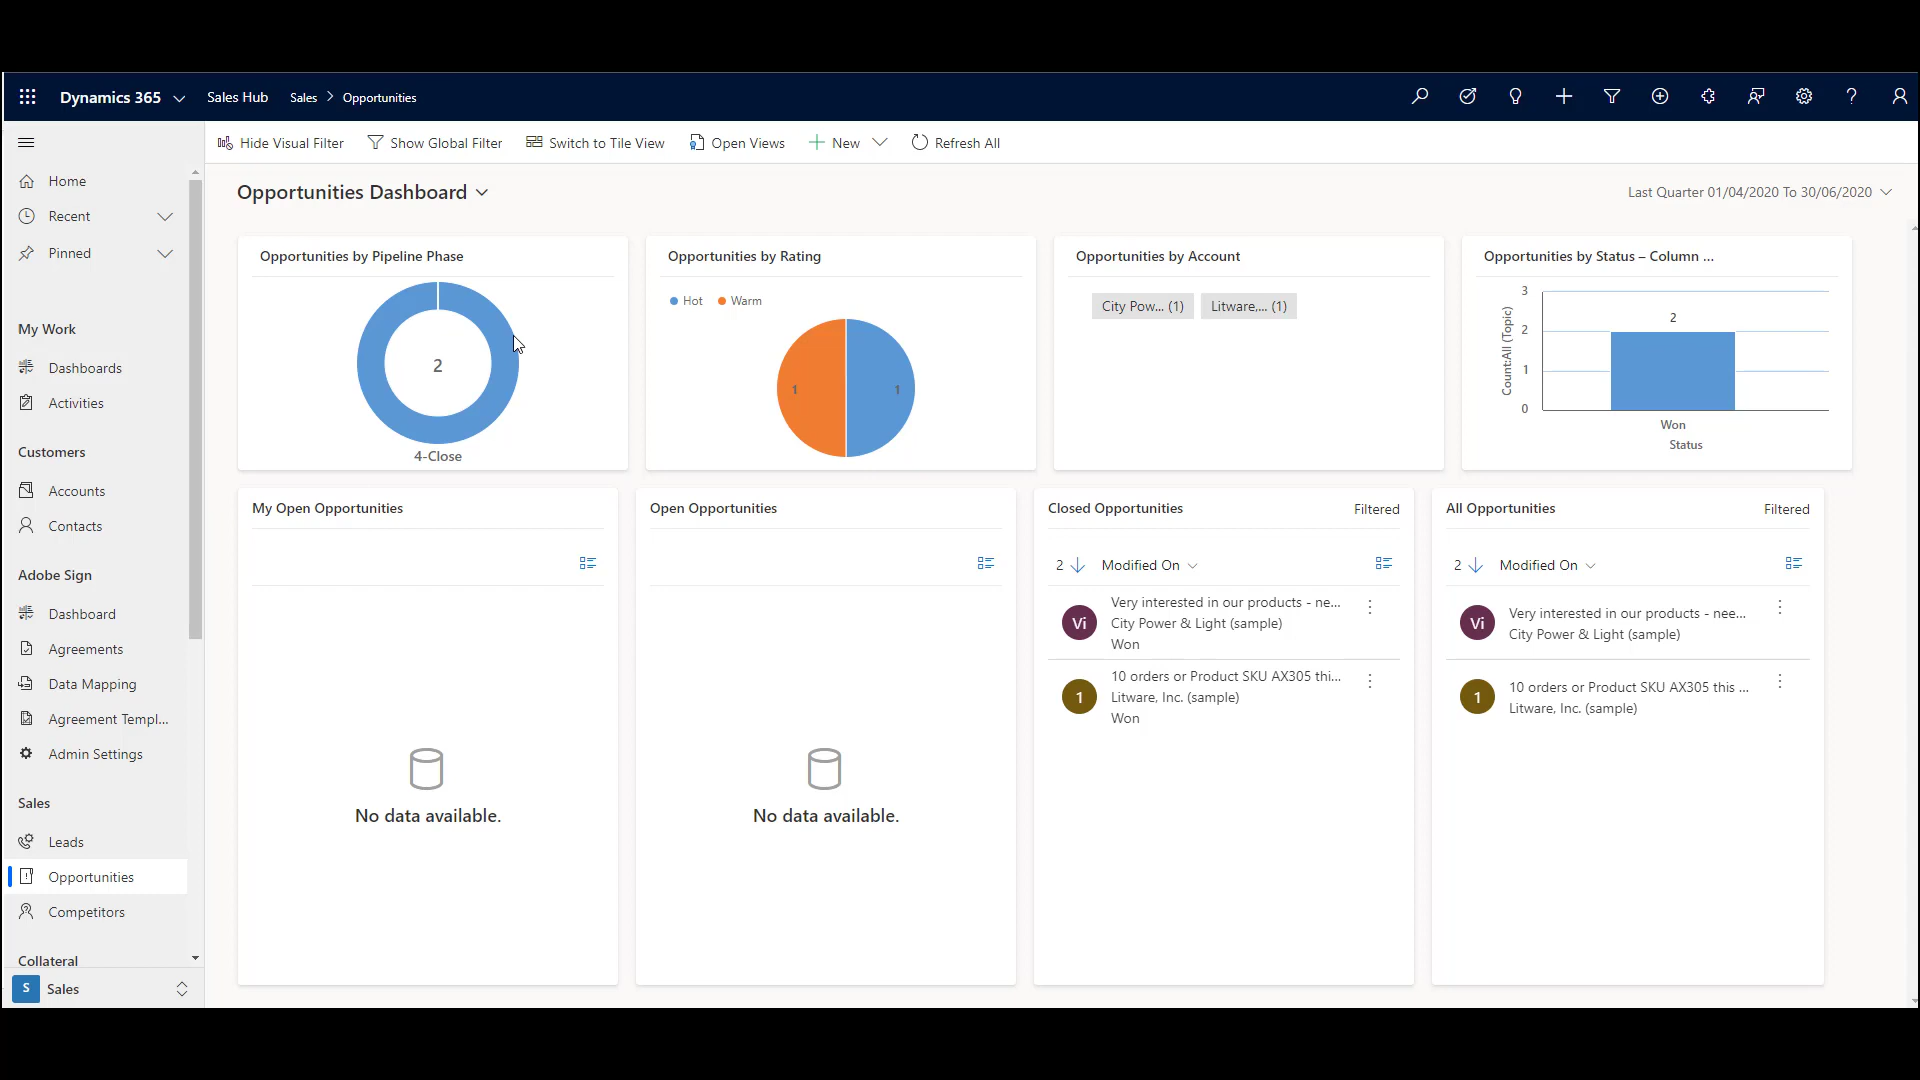 Dynamics 365
Sales Hub
Sales > Opportunities
Hide Visual Filter
Show Global Filter
Switch to Tile View
Open Views
New
Refresh All
Home
Recent
Pinned
My Work
Dashboards
Activities
Customers
Accounts
Contacts
Adobe Sign
Dashboard
Agreements
Data Mapping
Agreement Templ...
Admin Settings
Sales
Leads
Opportunities
Competitors
Collateral
S Sales
Opportunities Dashboard
Last Quarter 01/04/2020 To 30/06/2020
Opportunities by Pipeline Phase
2
4-Close
Opportunities by Rating
Hot Warm
1 1
Opportunities by Account
City Pow... (1) Litware,... (1)
Opportunities by Status – Column ...
Count:All (Topic)
3
2
1
0
2
Won
Status
My Open Opportunities
No data available.
Open Opportunities
No data available.
Closed Opportunities Filtered
2 Modified On
Vi
Very interested in our products - ne...
City Power & Light (sample)
Won
1
10 orders or Product SKU AX305 thi...
Litware, Inc. (sample)
Won
All Opportunities Filtered
2 Modified On
Vi
Very interested in our products - nee...
City Power & Light (sample)
1
10 orders or Product SKU AX305 this ...
Litware, Inc. (sample)